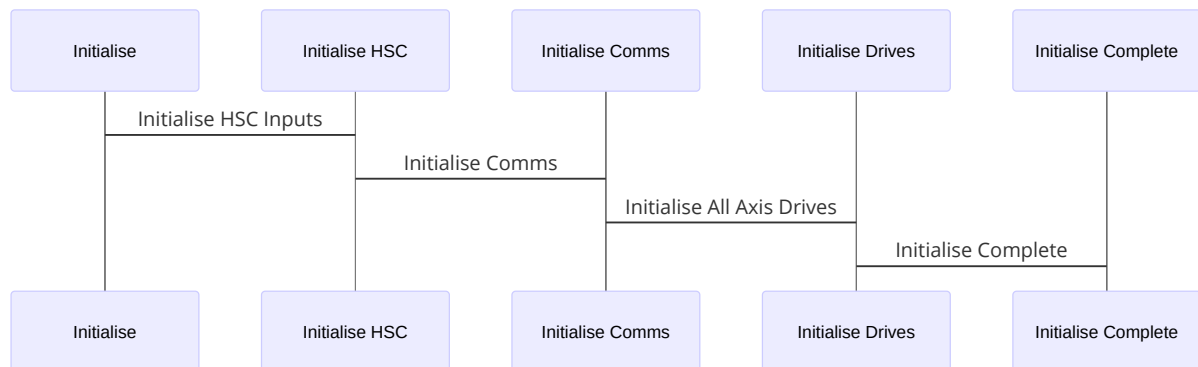 Initialise
Initialise HSC
Initialise Comms
Initialise Drives
Initialise Complete
Initialise HSC Inputs
Initialise Comms
Initialise All Axis Drives
Initialise Complete
Initialise
Initialise HSC
Initialise Comms
Initialise Drives
Initialise Complete